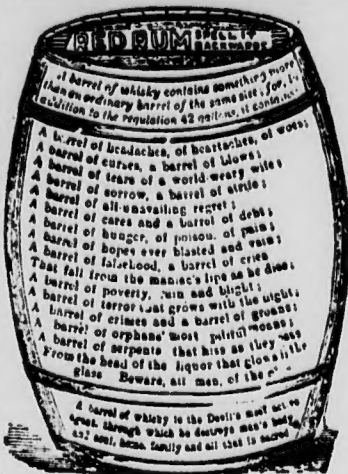 RED RUM SPELL IT
BACKWARDS
A barrel of whisky contains something more
than an ordinary barrel of the same size; for, in
addition to the regulation 42 gallons, it contains
A barrel of headaches, of heartaches, of woes;
A barrel of curses, a barrel of blows;
A barrel of tears of a world-weary wife;
A barrel of sorrow, a barrel of strife;
A barrel of all-unavailing regret;
A barrel of cares and a barrel of debt;
A barrel of hunger, of poison, of pain;
A barrel of hopes ever blasted and vain;
A barrel of falsehood, a barrel of cries
That fall from the maniac's lips as he dies;
A barrel of poverty, ruin and blight;
A barrel of terror that grows with the night;
A barrel of crimes and a barrel of groans;
A barrel of orphans' most pitiful moans;
A barrel of serpents that hiss as they pass
From the head of the liquor that glows in the
glass Beware, all men, of the
A barrel of whisky is the Devil's most
agent, through which he destroys man's body
and soul, home, family and all that is sacred